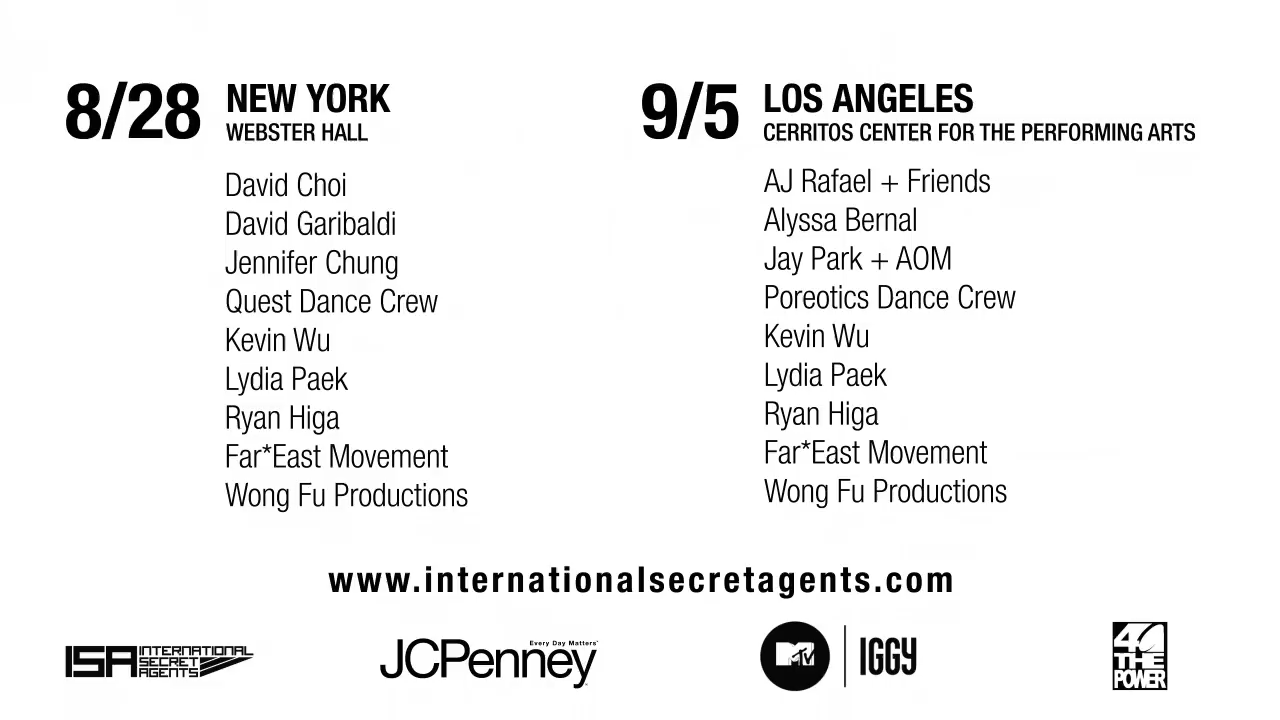 8/28
NEW YORK
WEBSTER HALL
David Choi
David Garibaldi
Jennifer Chung
Quest Dance Crew
Kevin Wu
Lydia Paek
Ryan Higa
Far*East Movement
Wong Fu Productions
9/5
LOS ANGELES
CERRITOS CENTER FOR THE PERFORMING ARTS
AJ Rafael + Friends
Alyssa Bernal
Jay Park + AOM
Poreotics Dance Crew
Kevin Wu
Lydia Paek
Ryan Higa
Far*East Movement
Wong Fu Productions
www.internationalsecretagents.com
ISA
INTERNATIONAL
SECRET
AGENTS
Every Day Matters
JCPenney
MTV
IGGY
40
THE
POWER